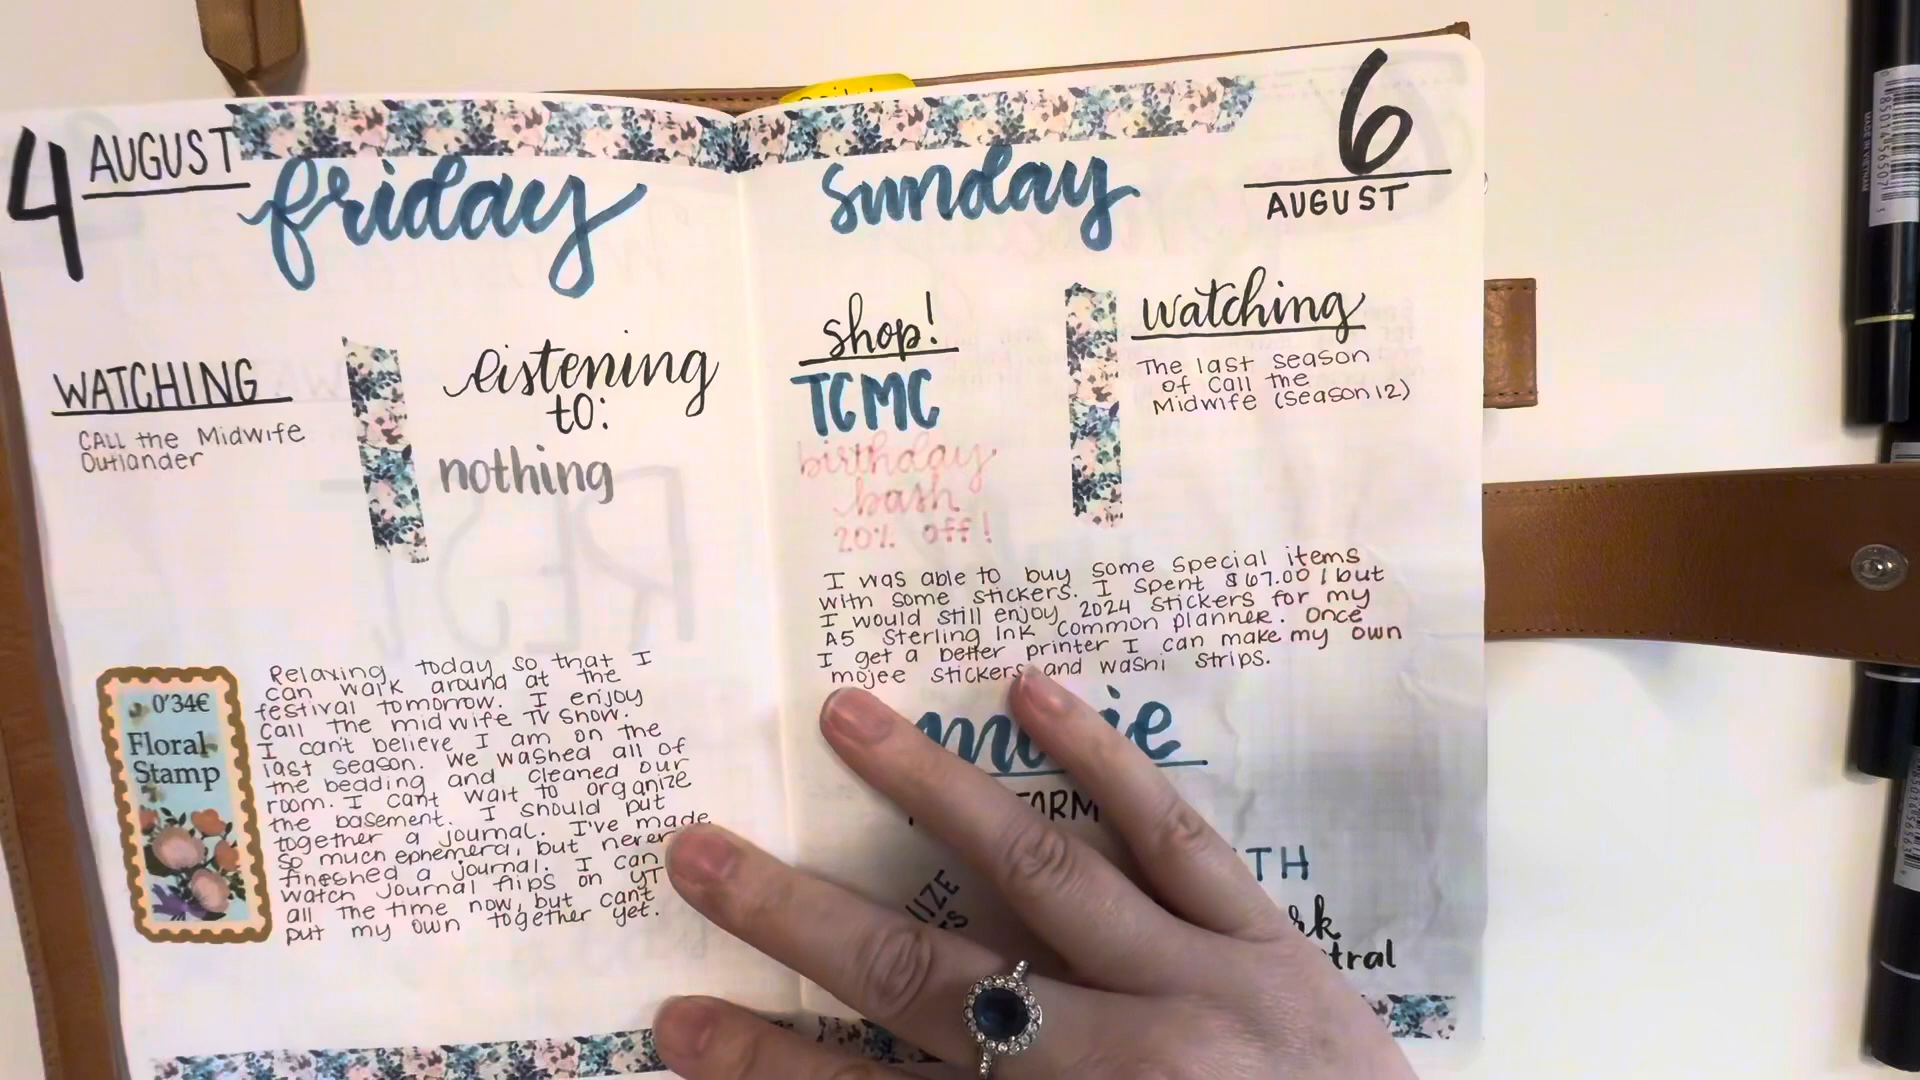 4 AUGUST
friday
WATCHING
CALL the Midwife
Outlander
listening
to:
nothing
0'34€
Floral
Stamp
Relaxing today so that I
can walk around at the
festival tomorrow. I enjoy
Call the midwife TV show.
I can't believe I am on the
last season. We washed all of
the beading and cleaned our
room. I cant wait to organize
the basement. I should put
together a journal. I've made
so much ephemera, but never
fineshed a journal. I can
watch journal flips on YT
all the time now, but can't
put my own together yet.
sunday
6
AUGUST
shop!
TCMC
birthday
bash
20% off!
watching
The last season
of Call the
Midwife (Season 12)
I was able to buy some special items
with some stickers. I spent $67.00 but
I would still enjoy 2024 stickers for my
A5 Sterling Ink Common planner. Once
I get a better printer I can make my own
mojee stickers and washi strips.
MADE IN VIETNAM